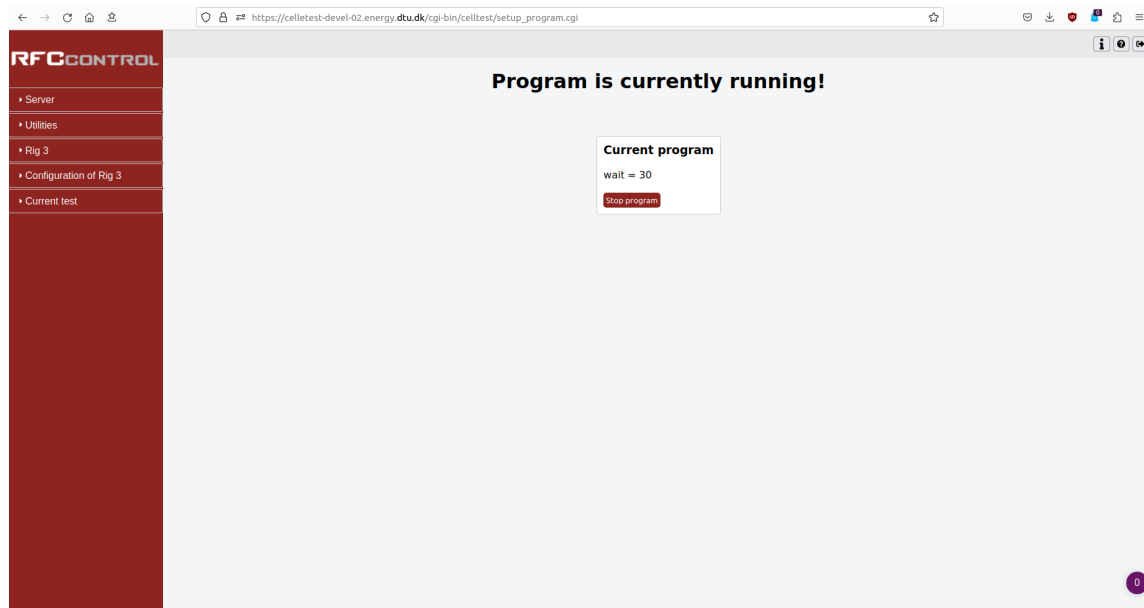 https://celletest-devel-02.energy.dtu.dk/cgi-bin/celltest/setup_program.cgi
0
RFCCONTROL
Server
Utilities
Rig 3
Configuration of Rig 3
Current test
Program is currently running!
Current program
wait = 30
Stop program
0